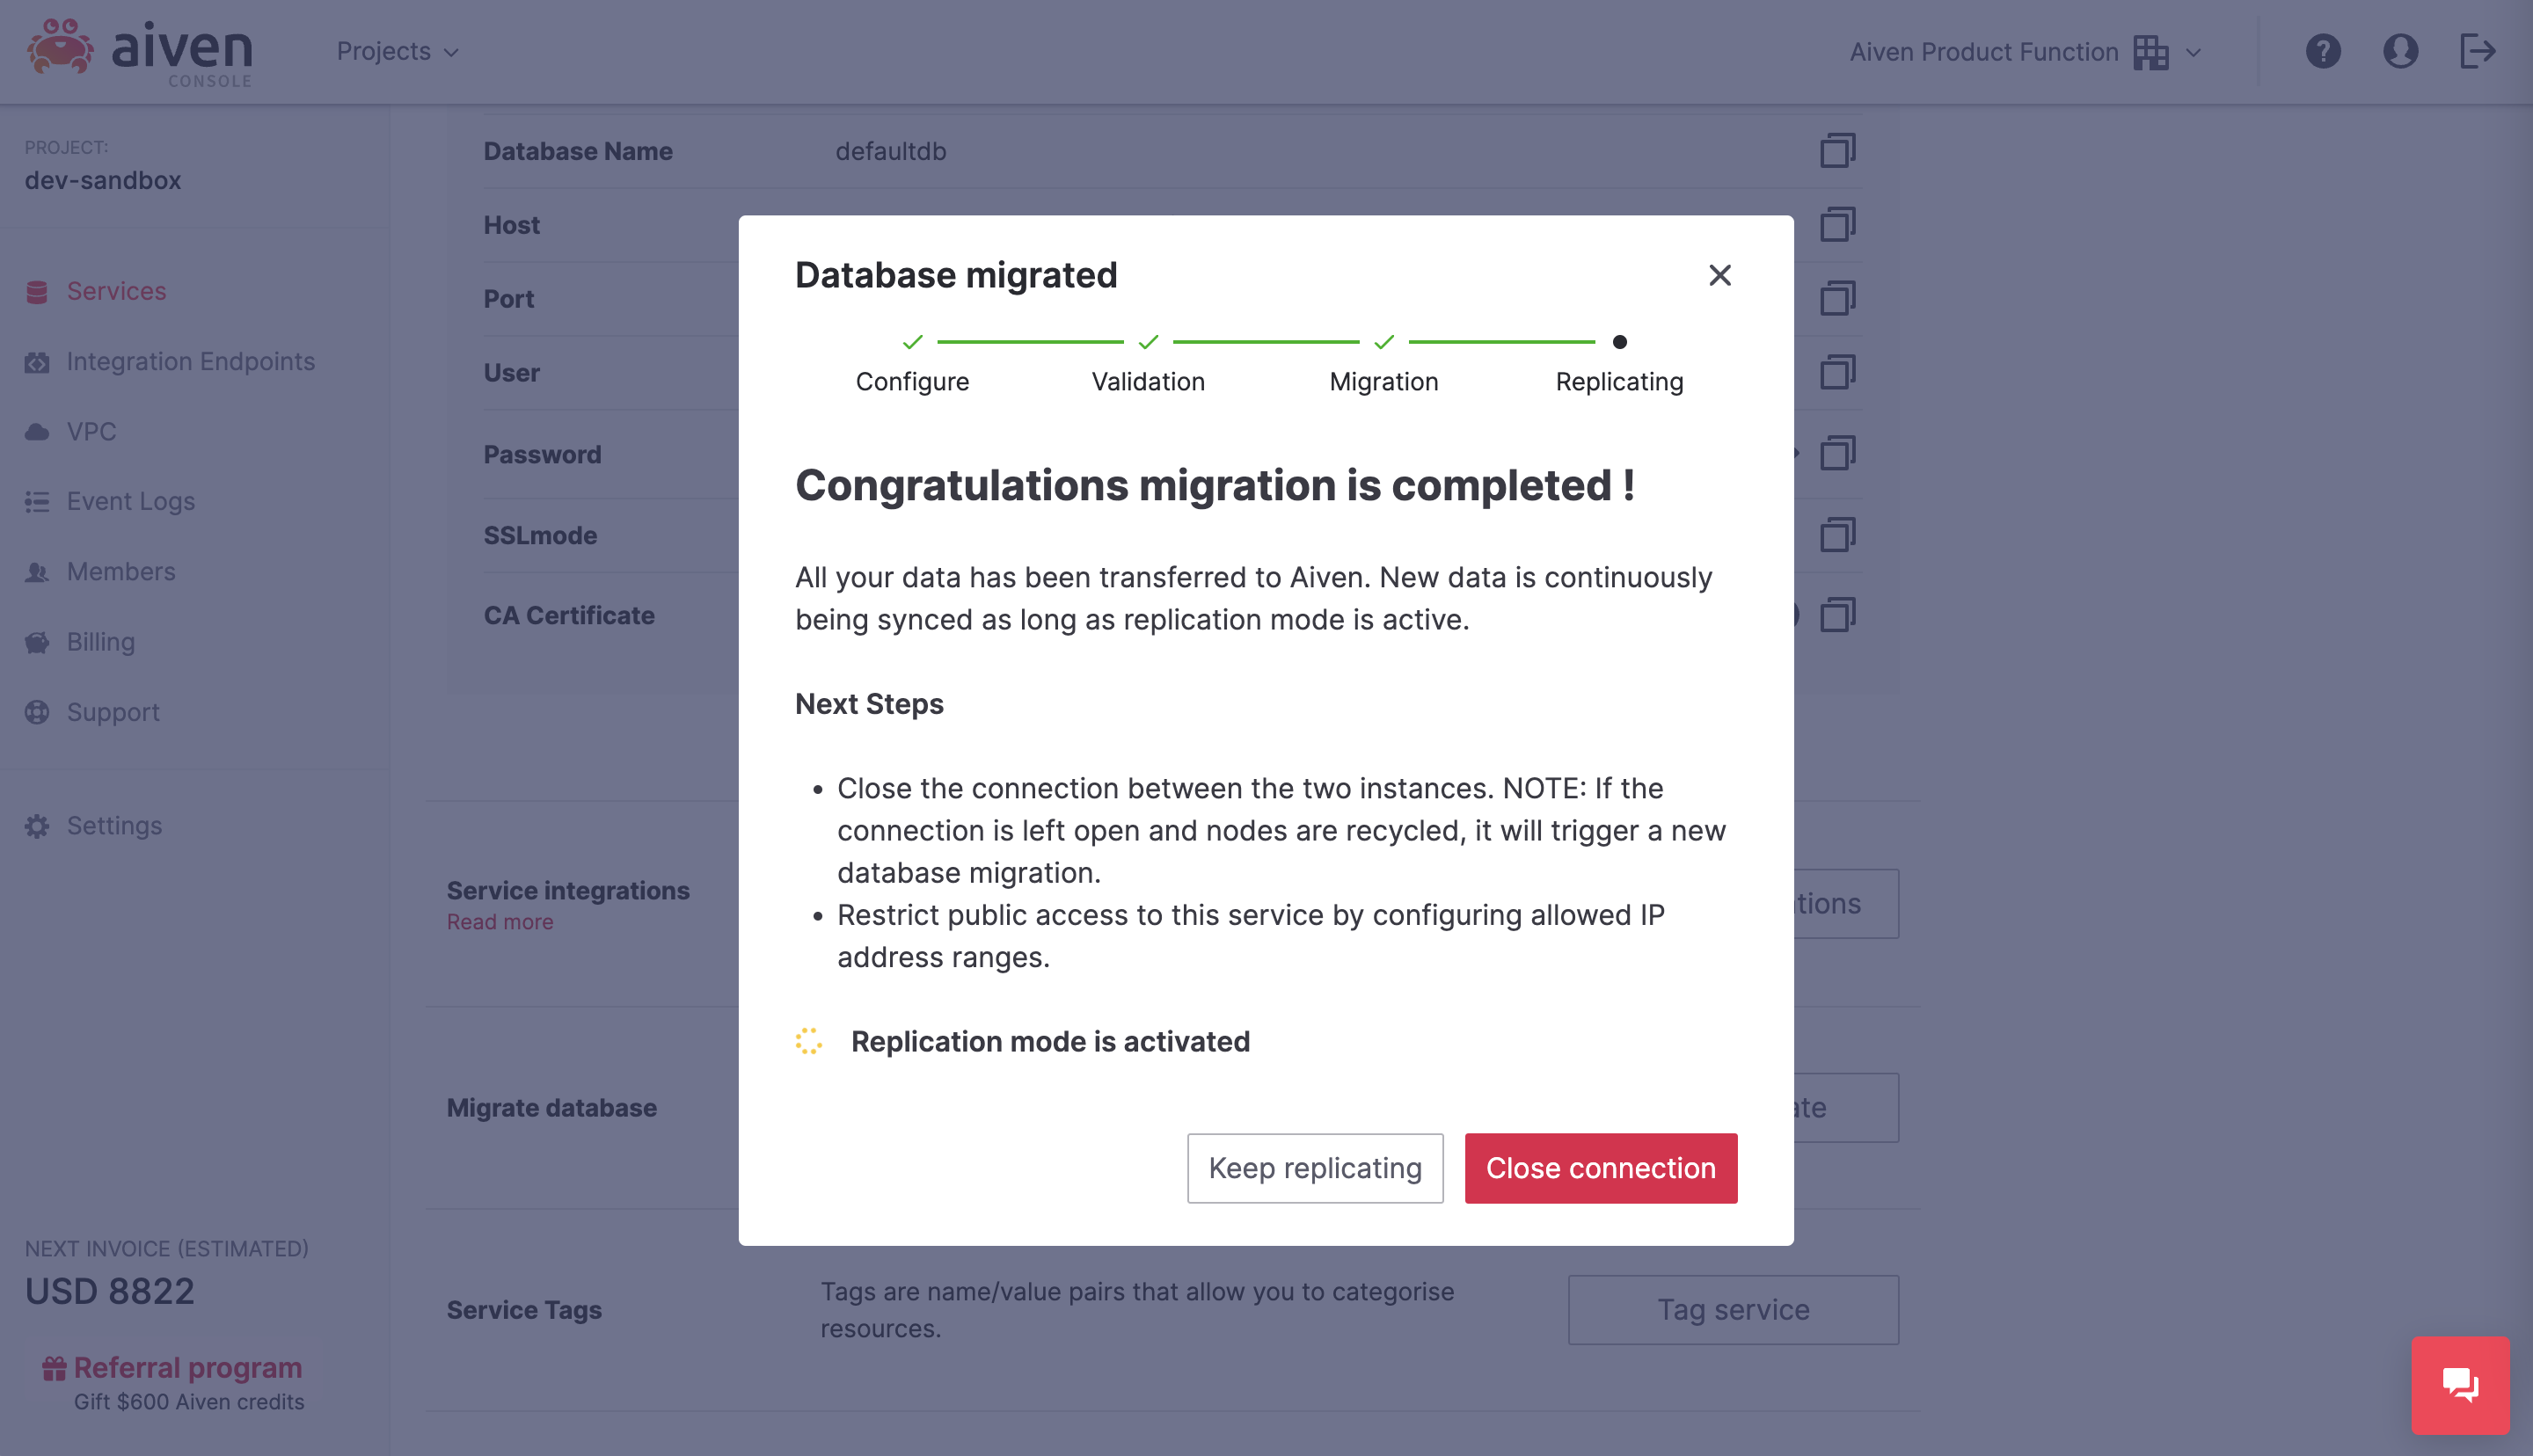 aiven
CONSOLE
Projects
Aiven Product Function
PROJECT:
dev-sandbox
Services
Integration Endpoints
VPC
Event Logs
Members
Billing
Support
Settings
NEXT INVOICE (ESTIMATED)
USD 8822
Referral program
Gift $600 Aiven credits
Database Name
defaultdb
Host
Port
User
Password
SSLmode
CA Certificate
Service integrations
Read more
Migrate database
Service Tags
Tags are name/value pairs that allow you to categorise
resources.
Tag service
Database migrated
Configure
Validation
Migration
Replicating
Congratulations migration is completed !
All your data has been transferred to Aiven. New data is continuously
being synced as long as replication mode is active.
Next Steps
• Close the connection between the two instances. NOTE: If the
connection is left open and nodes are recycled, it will trigger a new
database migration.
• Restrict public access to this service by configuring allowed IP
address ranges.
Replication mode is activated
Keep replicating
Close connection